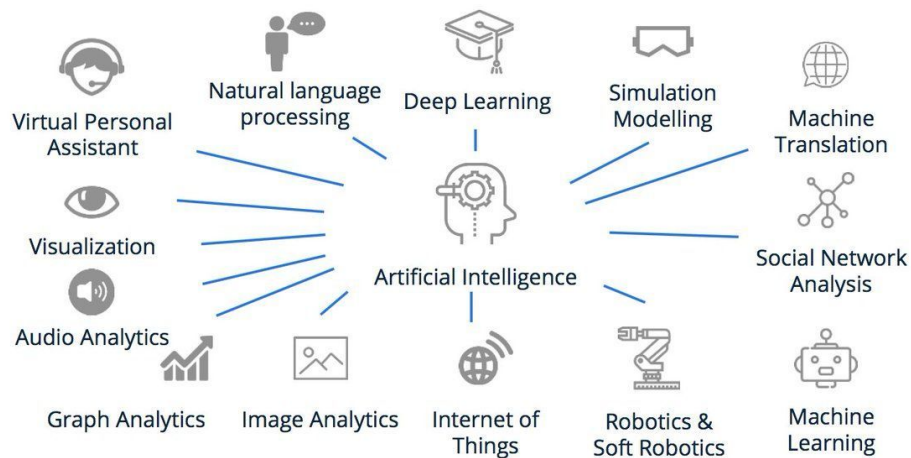 Virtual Personal
Assistant
Natural language
processing
Deep Learning
Simulation
Modelling
Machine
Translation
Visualization
Artificial Intelligence
Social Network
Analysis
Audio Analytics
Graph Analytics
Image Analytics
Internet of
Things
Robotics &
Soft Robotics
Machine
Learning